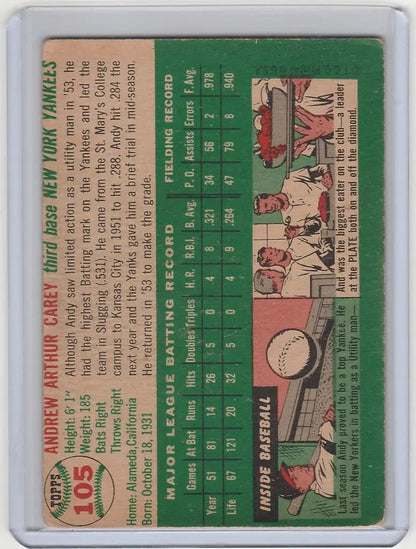 TOPPS
105
ANDREW ARTHUR CAREY third base NEW YORK YANKEES
Height: 6' 1"
Weight: 185
Bats Right
Throws Right
Home: Alameda, California
Born: October 18, 1931
Although Andy saw limited action as a utility man in '53, he
had the highest Batting mark on the Yankees and led the
team in Slugging (.531). He came from the St. Mary's College
campus to Kansas City in 1951 to hit .288. Andy hit .284 the
next year and the Yanks gave him a brief trial in mid-season.
He returned in '53 to make the grade.
MAJOR LEAGUE BATTING RECORD FIELDING RECORD
Games At Bat Runs Hits Doubles Triples H. R. R.B.I. B. Avg. P. O. Assists Errors F. Avg.
Year 51 81 14 26 5 0 4 8 .321 34 56 2 .978
Life 67 121 20 32 5 0 4 9 .264 47 79 8 .940
INSIDE BASEBALL
Last season Andy proved to be a top Yankee. He
led the New Yorkers in batting as a Utility man—
And was the biggest eater on the club—a leader
at the PLATE both on and off the diamond.
© T. C. G. Printed in U.S.A.